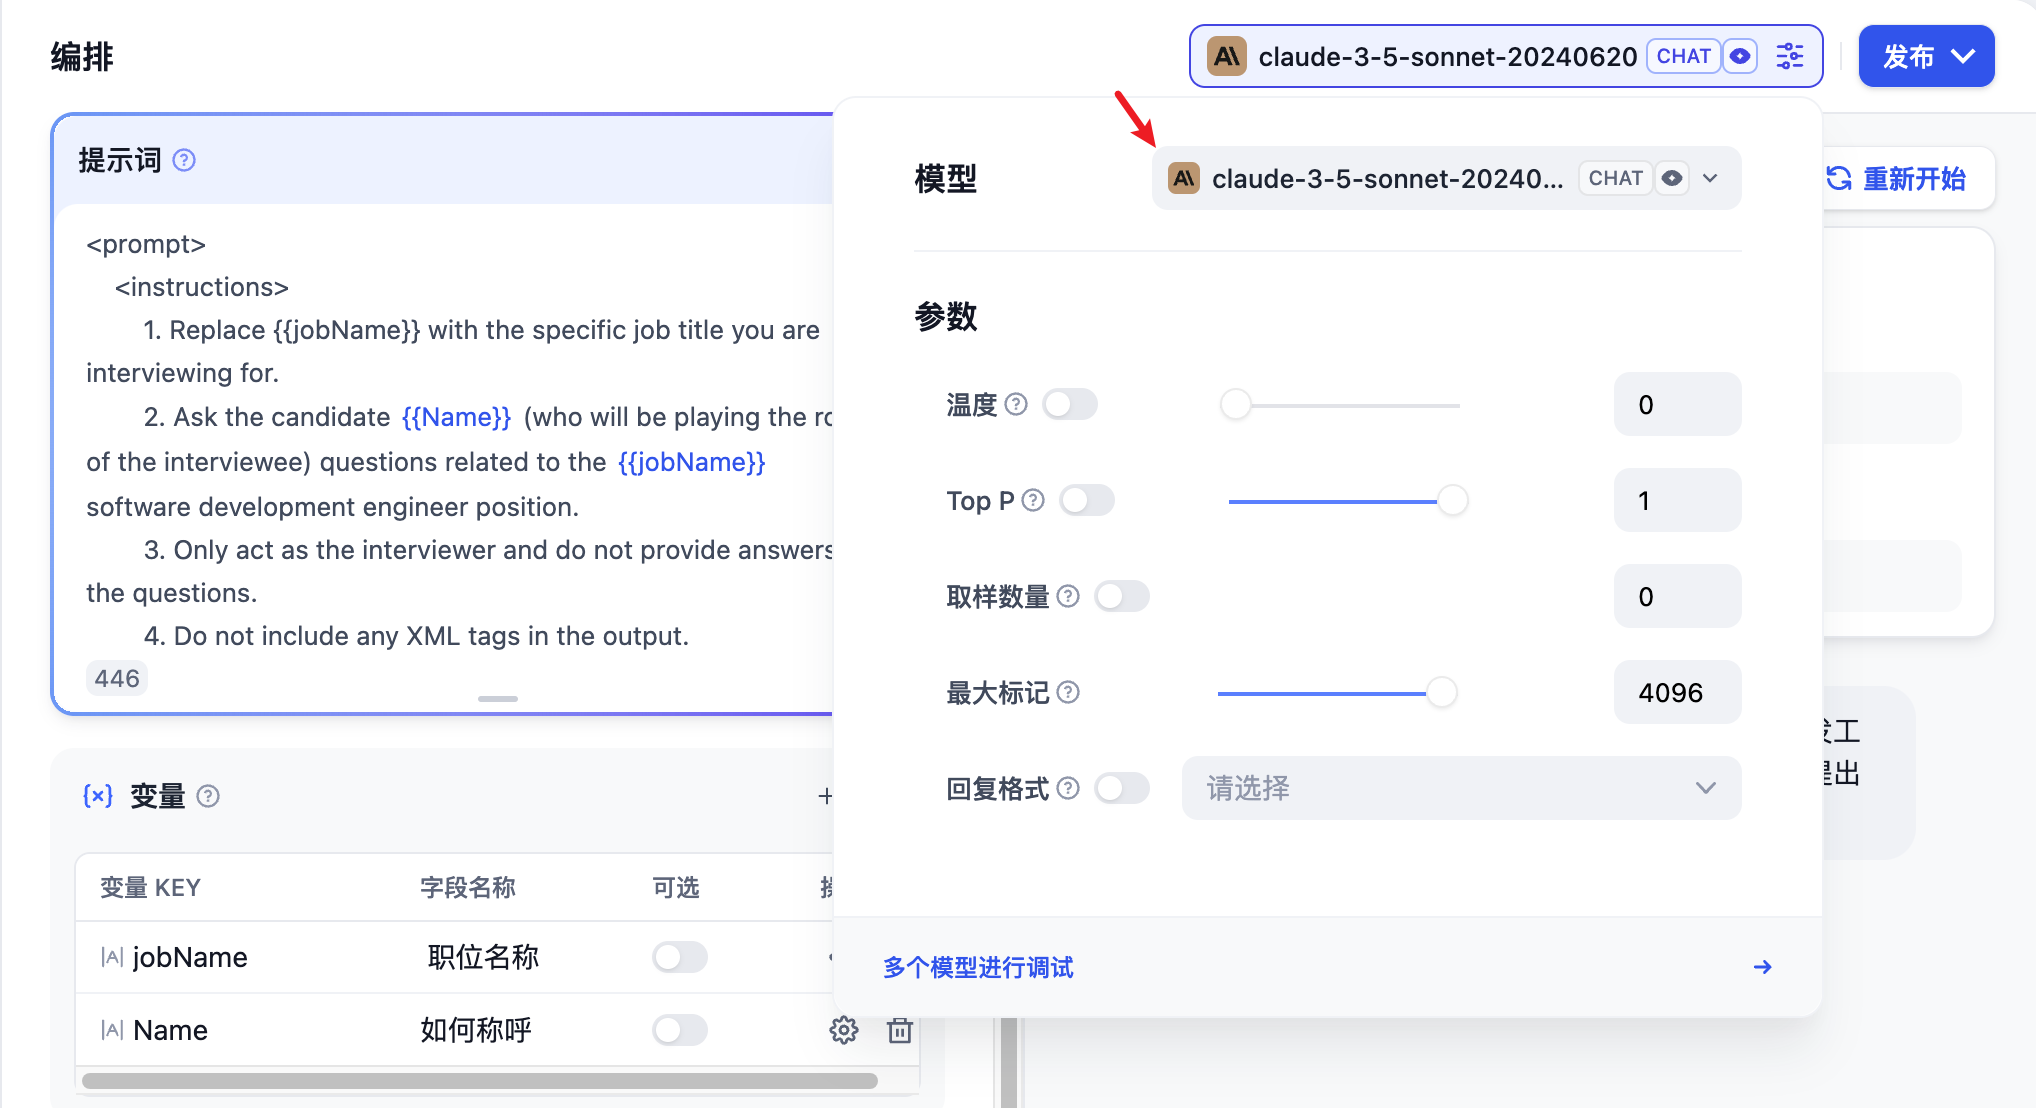 编排
claude-3-5-sonnet-20240620 CHAT
发布
提示词
<prompt>
<instructions>
1. Replace {{jobName}} with the specific job title you are
interviewing for.
2. Ask the candidate {{Name}} (who will be playing the
of the interviewee) questions related to the {{jobName}}
software development engineer position.
3. Only act as the interviewer and do not provide answers
the questions.
4. Do not include any XML tags in the output.
446
变量
变量 KEY 字段名称 可选
jobName 职位名称
Name 如何称呼
模型 claude-3-5-sonnet-20240... CHAT
参数
温度 0
Top P 1
取样数量 0
最大标记 4096
回复格式 请选择
多个模型进行调试
重新开始
工
出